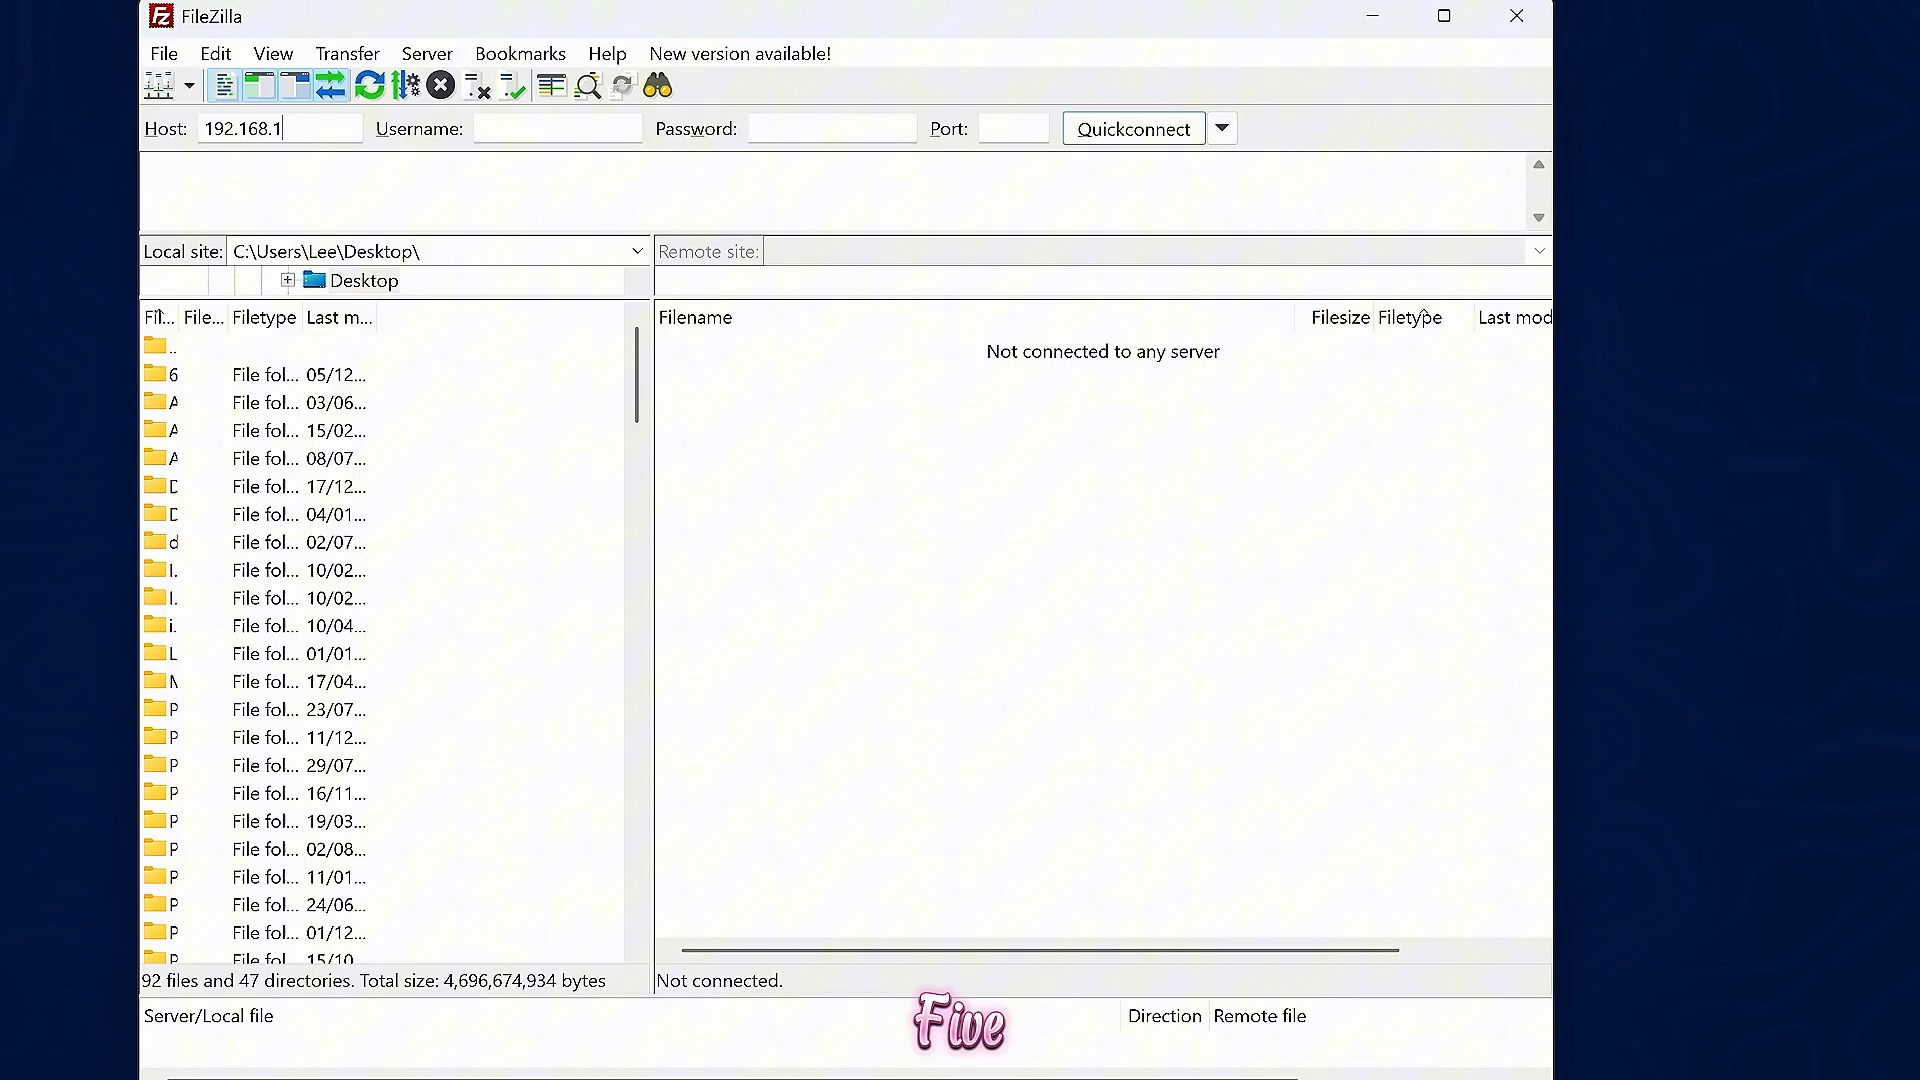 FileZilla
File Edit View Transfer Server Bookmarks Help New version available!
Host: 192.168.1 Username: Password: Port: Quickconnect
Local site: C:\Users\Lee\Desktop\ Remote site:
Desktop
Fil... File... Filetype Last m... Filename Filesize Filetype Last mod
..
Not connected to any server
6 File fol... 05/12...
A File fol... 03/06...
A File fol... 15/02...
A File fol... 08/07...
D File fol... 17/12...
D File fol... 04/01...
d File fol... 02/07...
I. File fol... 10/02...
I. File fol... 10/02...
i. File fol... 10/04...
L File fol... 01/01...
M File fol... 17/04...
P File fol... 23/07...
P File fol... 11/12...
P File fol... 29/07...
P File fol... 16/11...
P File fol... 19/03...
P File fol... 02/08...
P File fol... 11/01...
P File fol... 24/06...
P File fol... 01/12...
P File fol... 15/10
92 files and 47 directories. Total size: 4,696,674,934 bytes Not connected.
Server/Local file Direction Remote file
Five